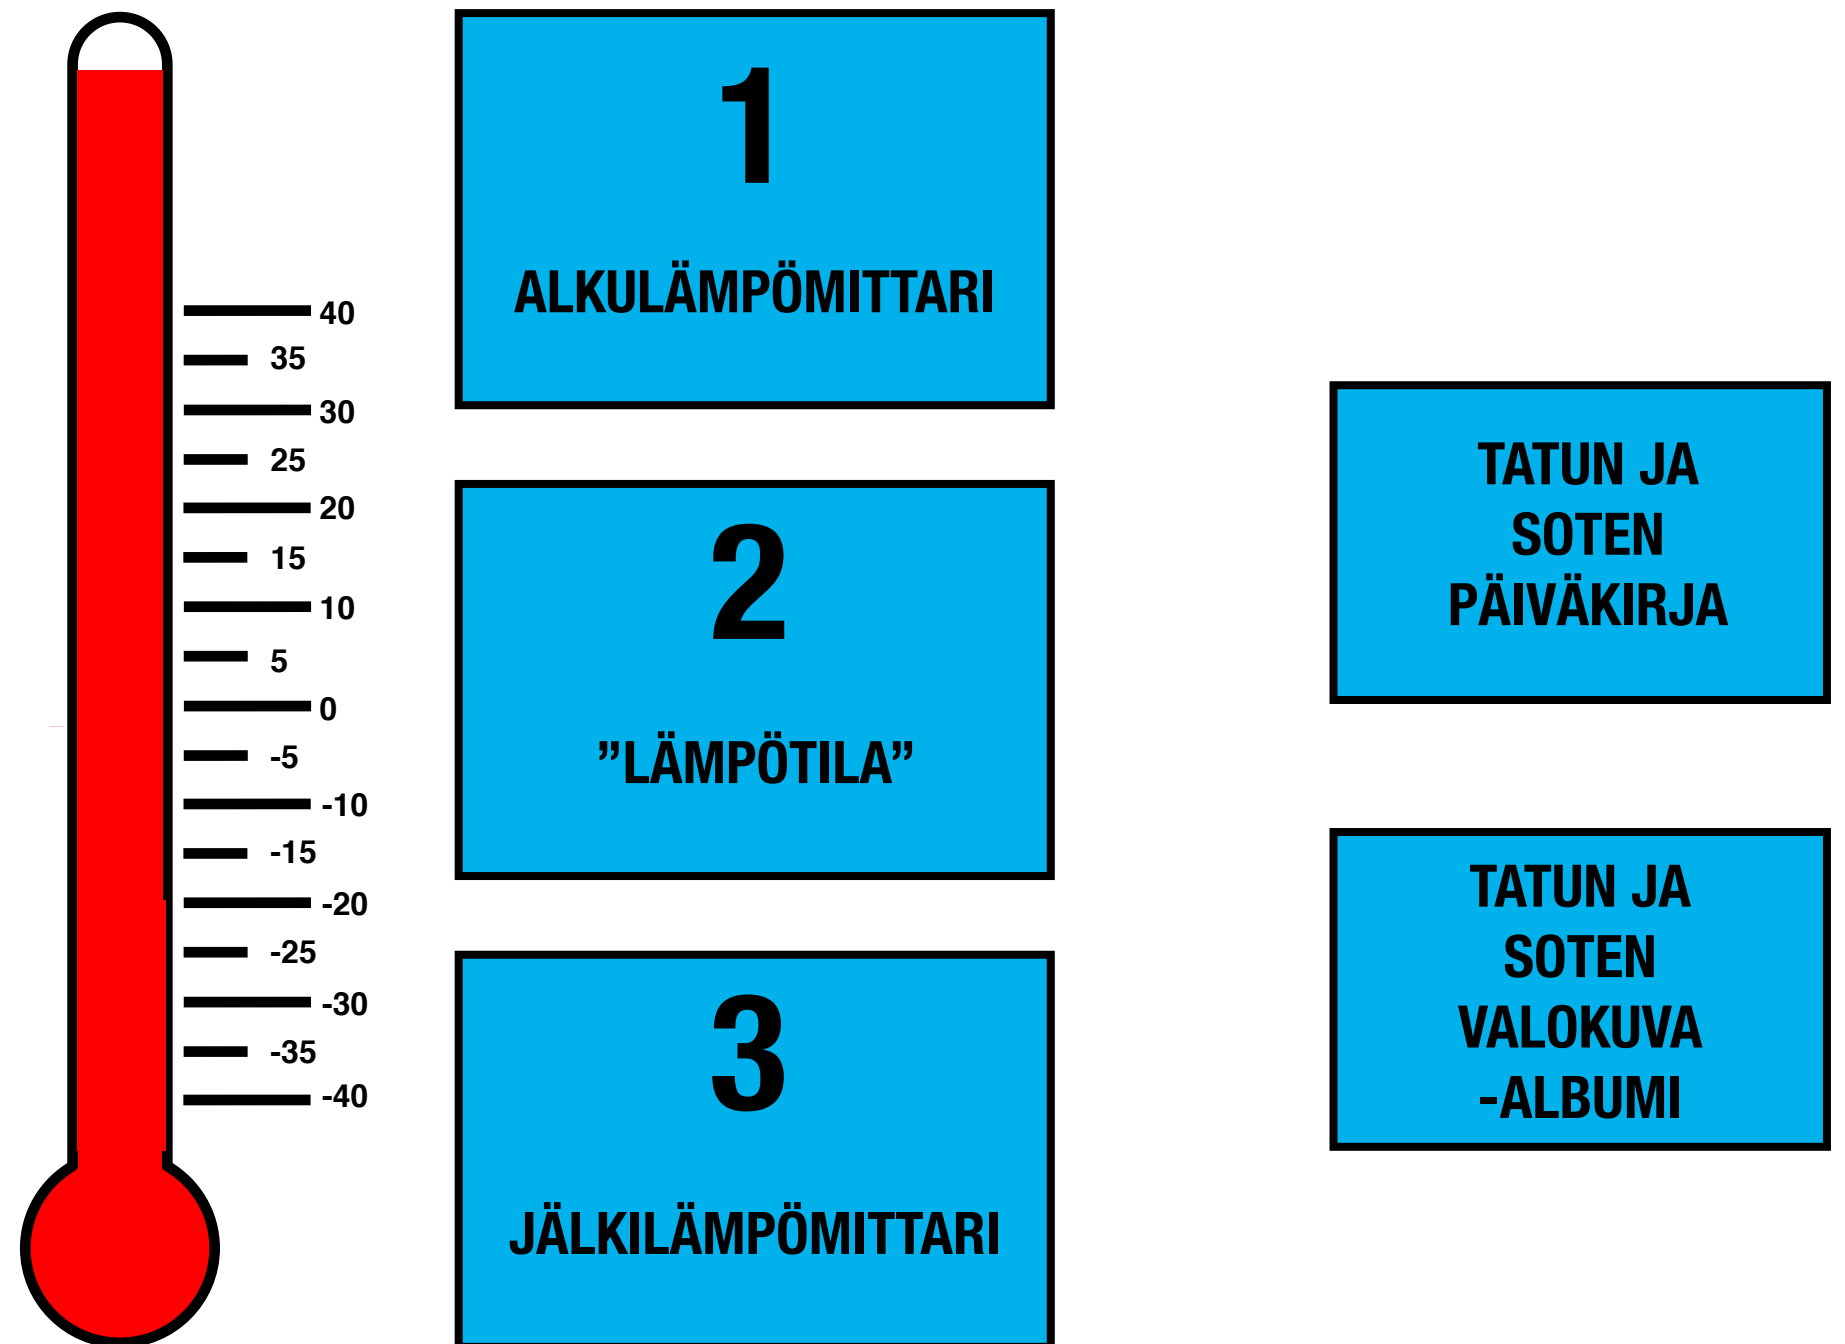 40
35
30
25
20
15
10
5
0
-5
-10
-15
-20
-25
-30
-35
-40
1
ALKULÄMPÖMITTARI
2
”LÄMPÖTILA”
3
JÄLKILÄMPÖMITTARI
TATUN JA
SOTEN
PÄIVÄKIRJA
TATUN JA
SOTEN
VALOKUVA
-ALBUMI